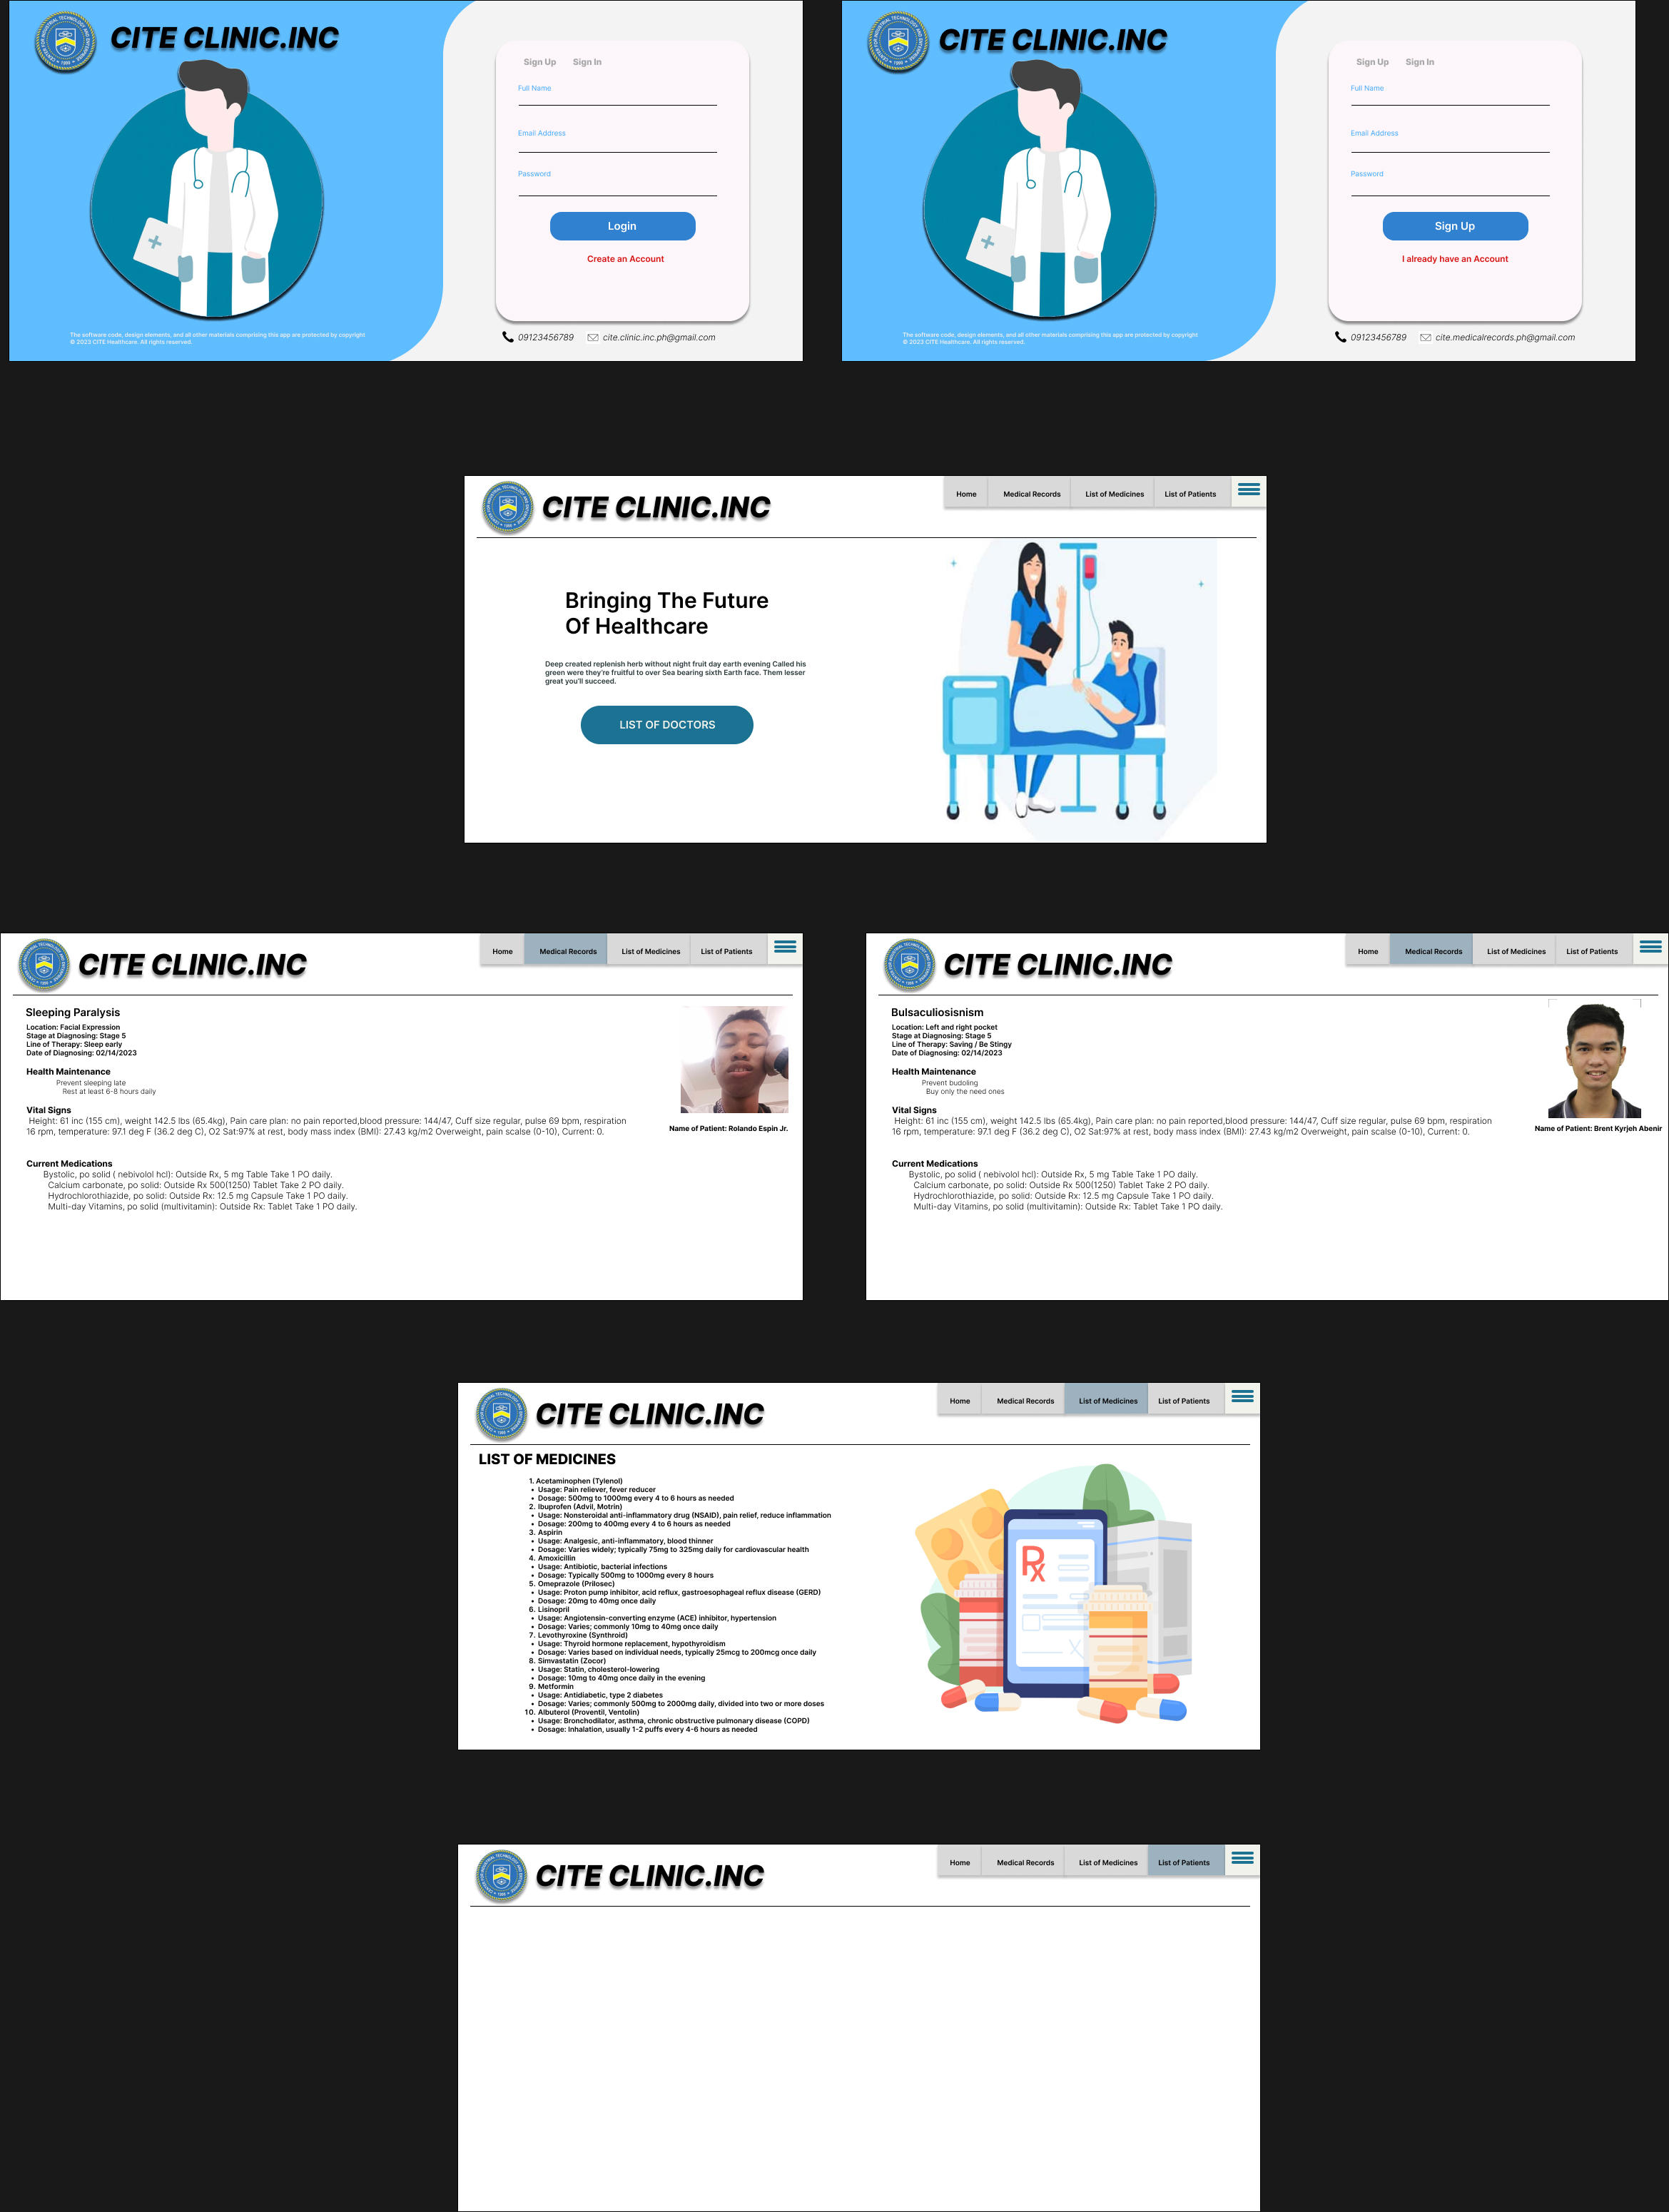 CITE CLINIC.INC
Sign Up Sign In
Full Name
Email Address
Password
Login
Create an Account
The software code, design elements, and all other materials comprising this app are protected by copyright
© 2023 CITE Healthcare. All rights reserved.
09123456789 cite.clinic.inc.ph@gmail.com
CITE CLINIC.INC
Sign Up Sign In
Full Name
Email Address
Password
Sign Up
I already have an Account
The software code, design elements, and all other materials comprising this app are protected by copyright
© 2023 CITE Healthcare. All rights reserved.
09123456789 cite.medicalrecords.ph@gmail.com
CITE CLINIC.INC
Home Medical Records List of Medicines List of Patients
Bringing The Future
Of Healthcare
Deep created replenish herb without night fruit day earth evening Called his
green were they're fruitful to over Sea bearing sixth Earth face. Them lesser
great you'll succeed.
LIST OF DOCTORS
CITE CLINIC.INC
Home Medical Records List of Medicines List of Patients
Sleeping Paralysis
Location: Facial Expression
Stage at Diagnosing: Stage 5
Line of Therapy: Sleep early
Date of Diagnosing: 02/14/2023
Health Maintenance
Prevent sleeping late
Rest at least 6-8 hours daily
Vital Signs
Height: 61 inc (155 cm), weight 142.5 lbs (65.4kg), Pain care plan: no pain reported,blood pressure: 144/47, Cuff size regular, pulse 69 bpm, respiration
16 rpm, temperature: 97.1 deg F (36.2 deg C), O2 Sat:97% at rest, body mass index (BMI): 27.43 kg/m2 Overweight, pain scalse (0-10), Current: 0.
Name of Patient: Rolando Espin Jr.
Current Medications
Bystolic, po solid ( nebivolol hcl): Outside Rx, 5 mg Table Take 1 PO daily.
Calcium carbonate, po solid: Outside Rx 500(1250) Tablet Take 2 PO daily.
Hydrochlorothiazide, po solid: Outside Rx: 12.5 mg Capsule Take 1 PO daily.
Multi-day Vitamins, po solid (multivitamin): Outside Rx: Tablet Take 1 PO daily.
CITE CLINIC.INC
Home Medical Records List of Medicines List of Patients
Bulsaculiosisnism
Location: Left and right pocket
Stage at Diagnosing: Stage 5
Line of Therapy: Saving / Be Stingy
Date of Diagnosing: 02/14/2023
Health Maintenance
Prevent budoling
Buy only the need ones
Vital Signs
Height: 61 inc (155 cm), weight 142.5 lbs (65.4kg), Pain care plan: no pain reported,blood pressure: 144/47, Cuff size regular, pulse 69 bpm, respiration
16 rpm, temperature: 97.1 deg F (36.2 deg C), O2 Sat:97% at rest, body mass index (BMI): 27.43 kg/m2 Overweight, pain scalse (0-10), Current: 0.
Name of Patient: Brent Kyrjeh Abenir
Current Medications
Bystolic, po solid ( nebivolol hcl): Outside Rx, 5 mg Table Take 1 PO daily.
Calcium carbonate, po solid: Outside Rx 500(1250) Tablet Take 2 PO daily.
Hydrochlorothiazide, po solid: Outside Rx: 12.5 mg Capsule Take 1 PO daily.
Multi-day Vitamins, po solid (multivitamin): Outside Rx: Tablet Take 1 PO daily.
CITE CLINIC.INC
Home Medical Records List of Medicines List of Patients
LIST OF MEDICINES
1. Acetaminophen (Tylenol)
• Usage: Pain reliever, fever reducer
• Dosage: 500mg to 1000mg every 4 to 6 hours as needed
2. Ibuprofen (Advil, Motrin)
• Usage: Nonsteroidal anti-inflammatory drug (NSAID), pain relief, reduce inflammation
• Dosage: 200mg to 400mg every 4 to 6 hours as needed
3. Aspirin
• Usage: Analgesic, anti-inflammatory, blood thinner
• Dosage: Varies widely; typically 75mg to 325mg daily for cardiovascular health
4. Amoxicillin
• Usage: Antibiotic, bacterial infections
• Dosage: Typically 500mg to 1000mg every 8 hours
5. Omeprazole (Prilosec)
• Usage: Proton pump inhibitor, acid reflux, gastroesophageal reflux disease (GERD)
• Dosage: 20mg to 40mg once daily
6. Lisinopril
• Usage: Angiotensin-converting enzyme (ACE) inhibitor, hypertension
• Dosage: Varies; commonly 10mg to 40mg once daily
7. Levothyroxine (Synthroid)
• Usage: Thyroid hormone replacement, hypothyroidism
• Dosage: Varies based on individual needs, typically 25mcg to 200mcg once daily
8. Simvastatin (Zocor)
• Usage: Statin, cholesterol-lowering
• Dosage: 10mg to 40mg once daily in the evening
9. Metformin
• Usage: Antidiabetic, type 2 diabetes
• Dosage: Varies; commonly 500mg to 2000mg daily, divided into two or more doses
10. Albuterol (Proventil, Ventolin)
• Usage: Bronchodilator, asthma, chronic obstructive pulmonary disease (COPD)
• Dosage: Inhalation, usually 1-2 puffs every 4-6 hours as needed
Rx
CITE CLINIC.INC
Home Medical Records List of Medicines List of Patients